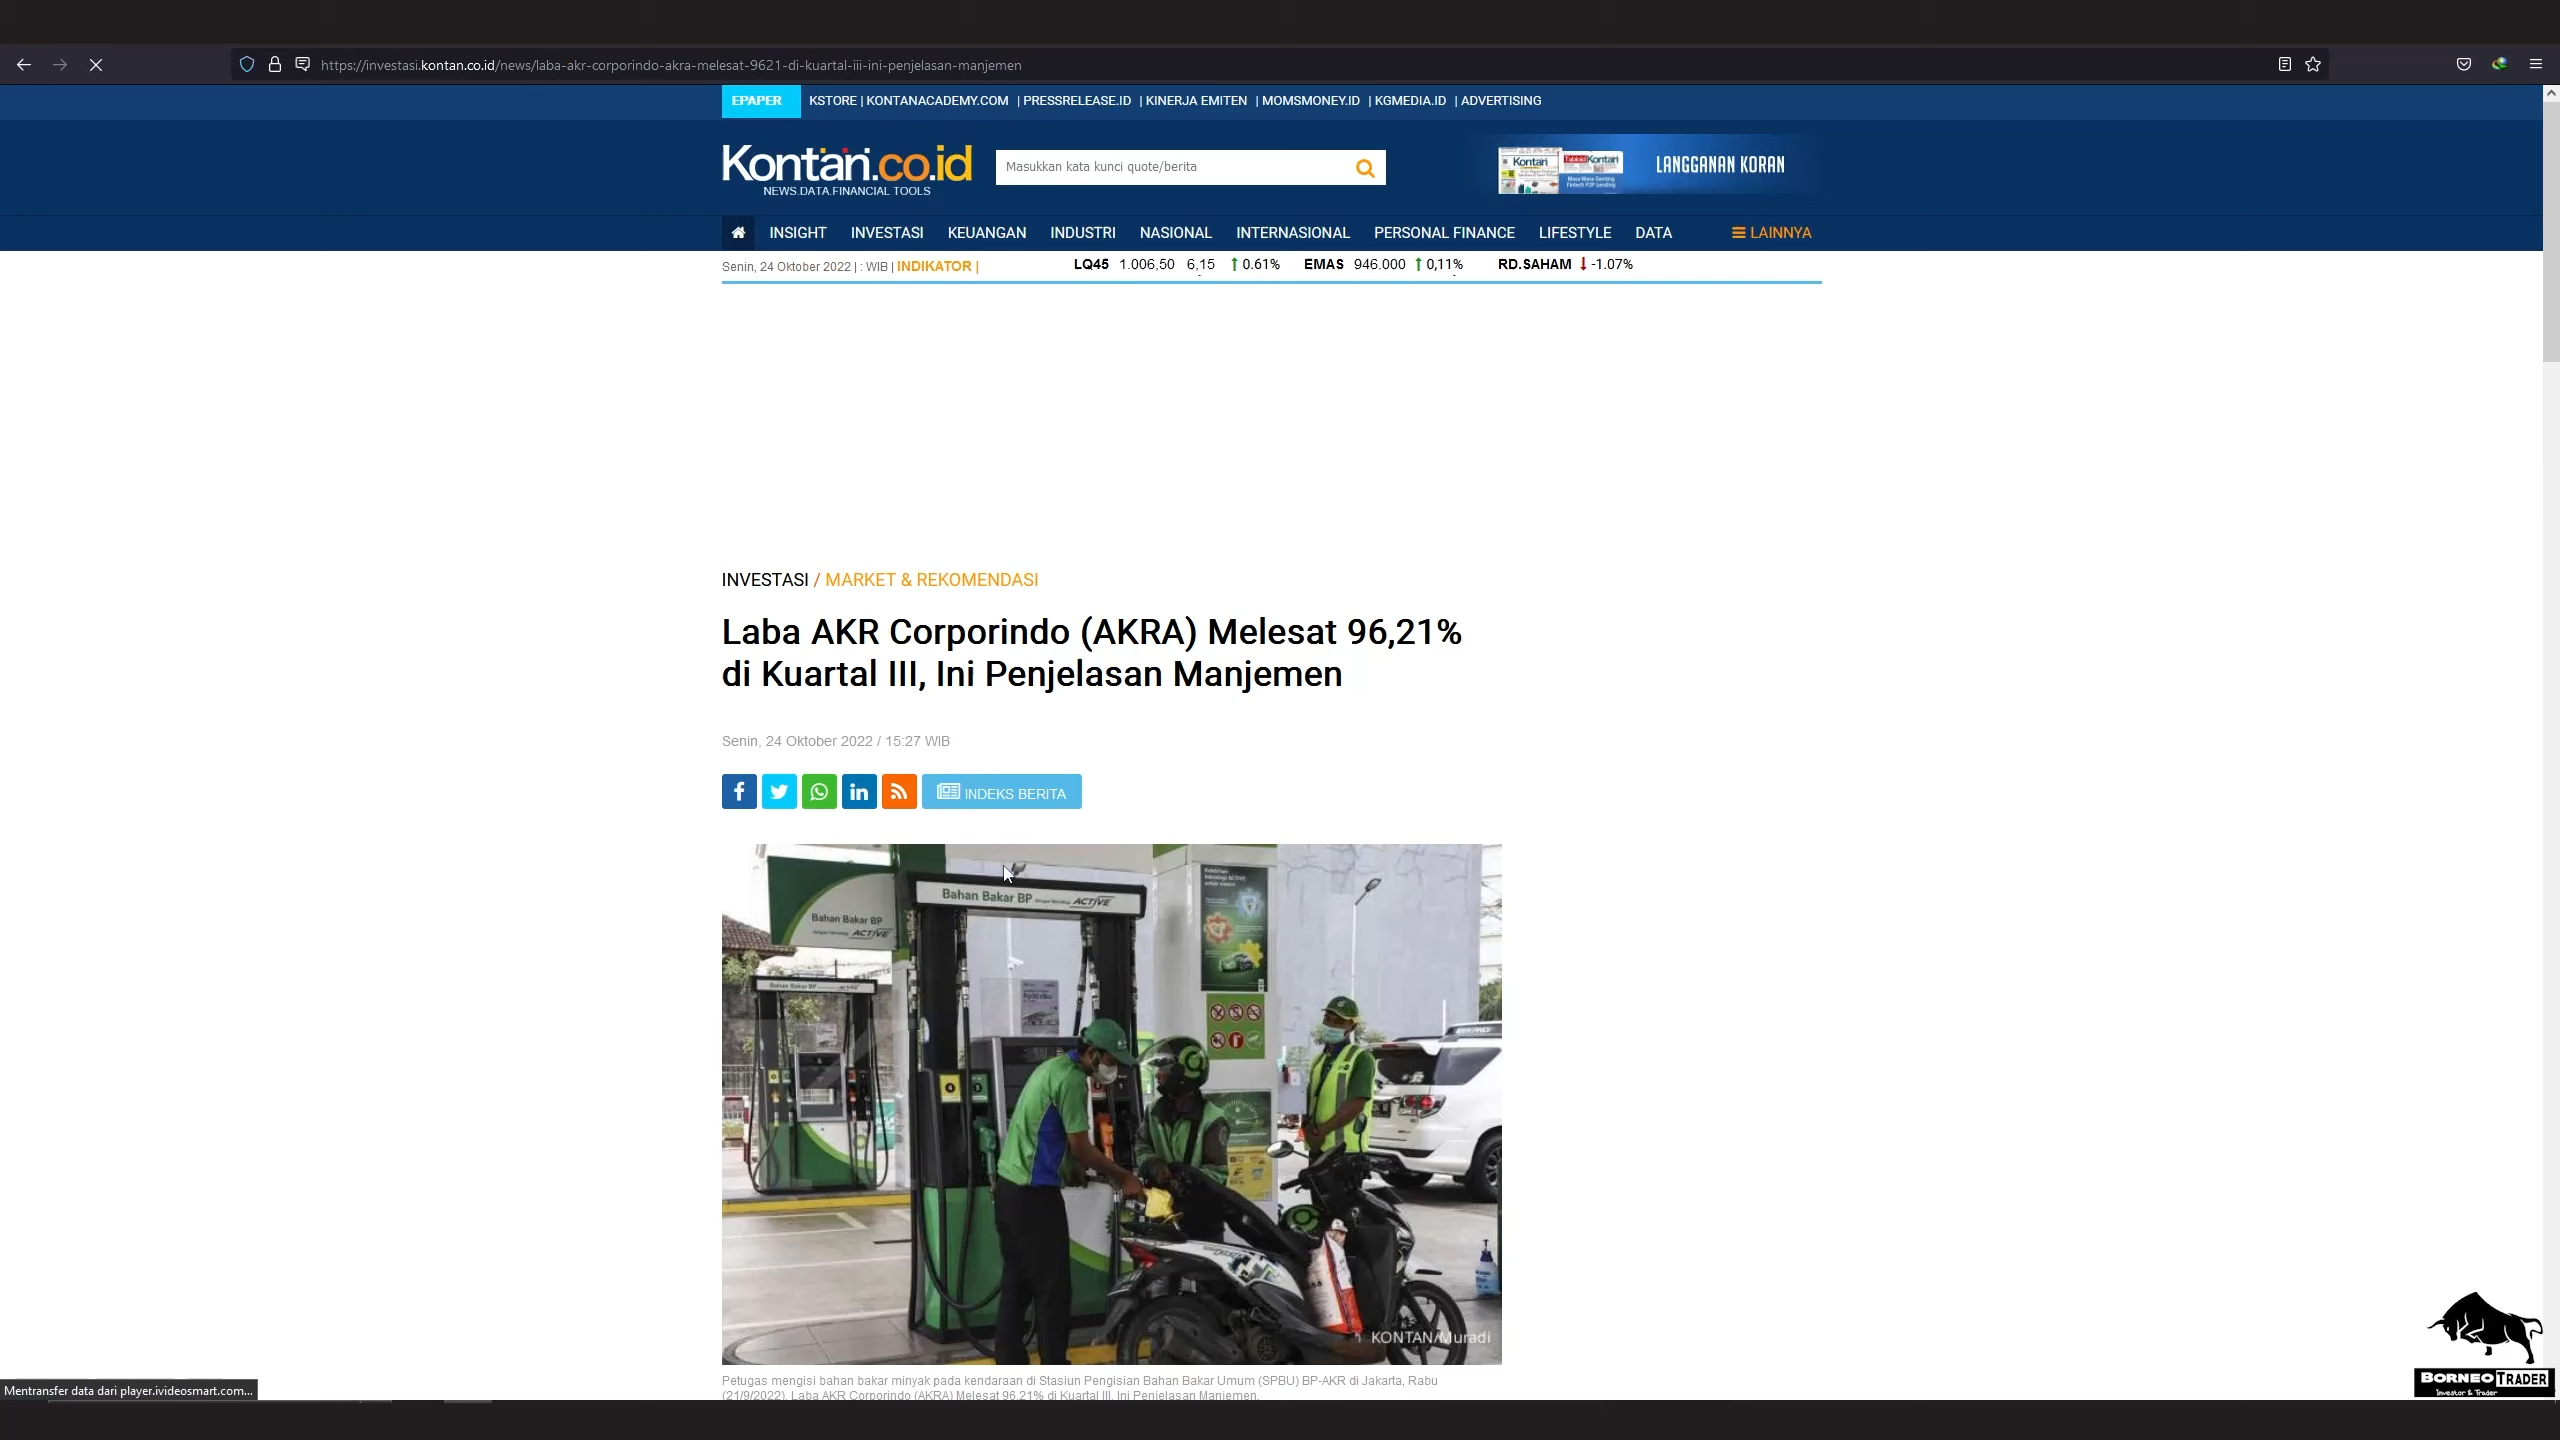 https://investasi.kontan.co.id/news/laba-akr-corporindo-akra-melesat-9621-di-kuartal-iii-ini-penjelasan-manjemen
EPAPER KSTORE | KONTANACADEMY.COM | PRESSRELEASE.ID | KINERJA EMITEN | MOMSMONEY.ID | KGMEDIA.ID | ADVERTISING
Kontan.co.id
NEWS.DATA.FINANCIAL TOOLS
Masukkan kata kunci quote/berita
Kontan Tabloid Kontan
LANGGANAN KORAN
INSIGHT INVESTASI KEUANGAN INDUSTRI NASIONAL INTERNASIONAL PERSONAL FINANCE LIFESTYLE DATA LAINNYA
Senin, 24 Oktober 2022 | : WIB | INDIKATOR | LQ45 1.006,50 6,15 0.61% EMAS 946.000 0,11% RD.SAHAM -1.07%
INVESTASI / MARKET & REKOMENDASI
Laba AKR Corporindo (AKRA) Melesat 96,21%
di Kuartal III, Ini Penjelasan Manjemen
Senin, 24 Oktober 2022 / 15:27 WIB
INDEKS BERITA
Bahan Bakar BP ACTIVE
Bahan Bakar BP
ACTIVE
Bahan Bakar BP
KONTAN/Muradi
Petugas mengisi bahan bakar minyak pada kendaraan di Stasiun Pengisian Bahan Bakar Umum (SPBU) BP-AKR di Jakarta, Rabu
(21/9/2022). Laba AKR Corporindo (AKRA) Melesat 96,21% di Kuartal III, Ini Penjelasan Manjemen.
Mentransfer data dari player.ivideosmart.com...
BORNEO TRADER
Investor & Trader